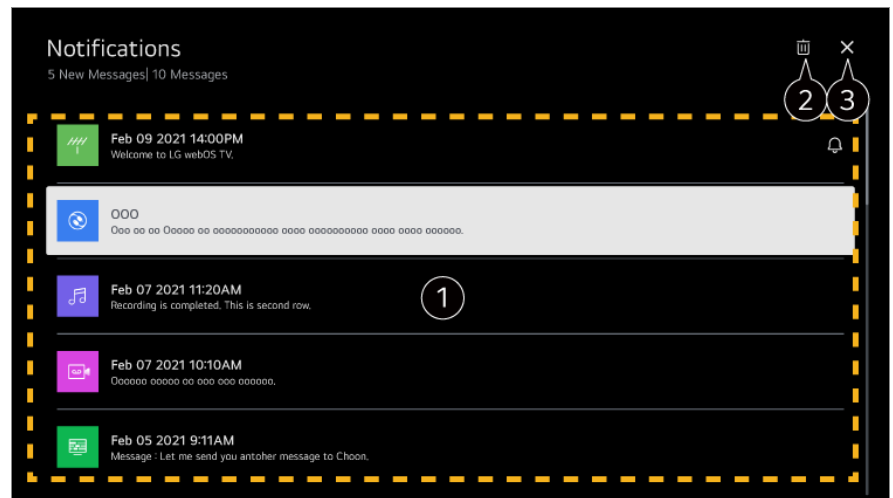 Notifications
5 New Messages| 10 Messages
2
3
Feb 09 2021 14:00PM
Welcome to LG webOS TV.
OOO
Ooo oo oo Ooooo oo ooooooooooo oooo oooooooooo oooo oooo oooooo.
Feb 07 2021 11:20AM
Recording is completed. This is second row.
1
Feb 07 2021 10:10AM
Oooooo ooooo oo ooo ooo oooooo.
Feb 05 2021 9:11AM
Message : Let me send you antoher message to Choon.